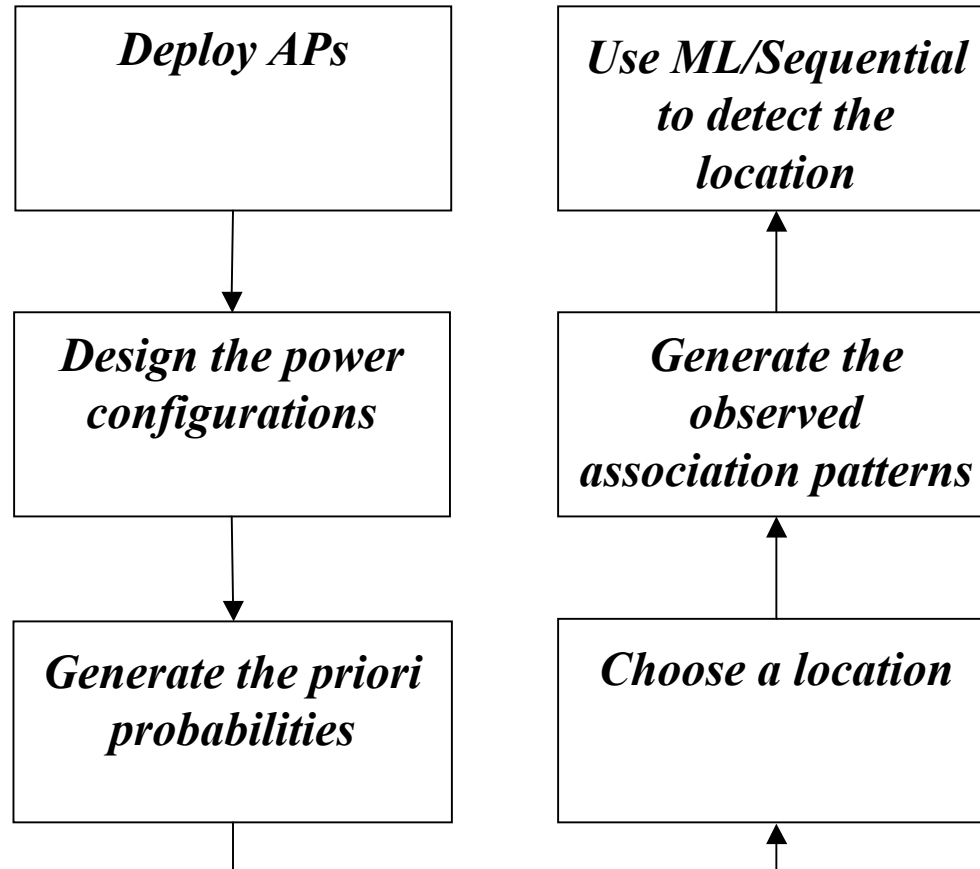 Deploy APs
Design the power
configurations
Generate the priori
probabilities
Choose a location
Generate the
observed
association patterns
Use ML/Sequential
to detect the
location